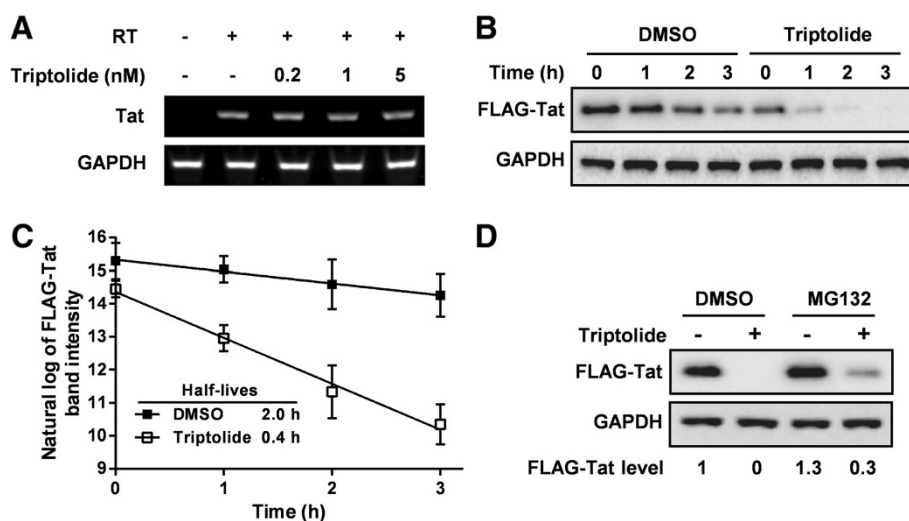 A
RT - + + + +
Triptolide (nM) - - 0.2 1 5
Tat
GAPDH
B
DMSO Triptolide
Time (h) 0 1 2 3 0 1 2 3
FLAG-Tat
GAPDH
C
Natural log of FLAG-Tat
band intensity
16
15
14
13
12
11
10
9
Half-lives
DMSO 2.0 h
Triptolide 0.4 h
0 1 2 3
Time (h)
D
DMSO MG132
Triptolide - + - +
FLAG-Tat
GAPDH
FLAG-Tat level 1 0 1.3 0.3